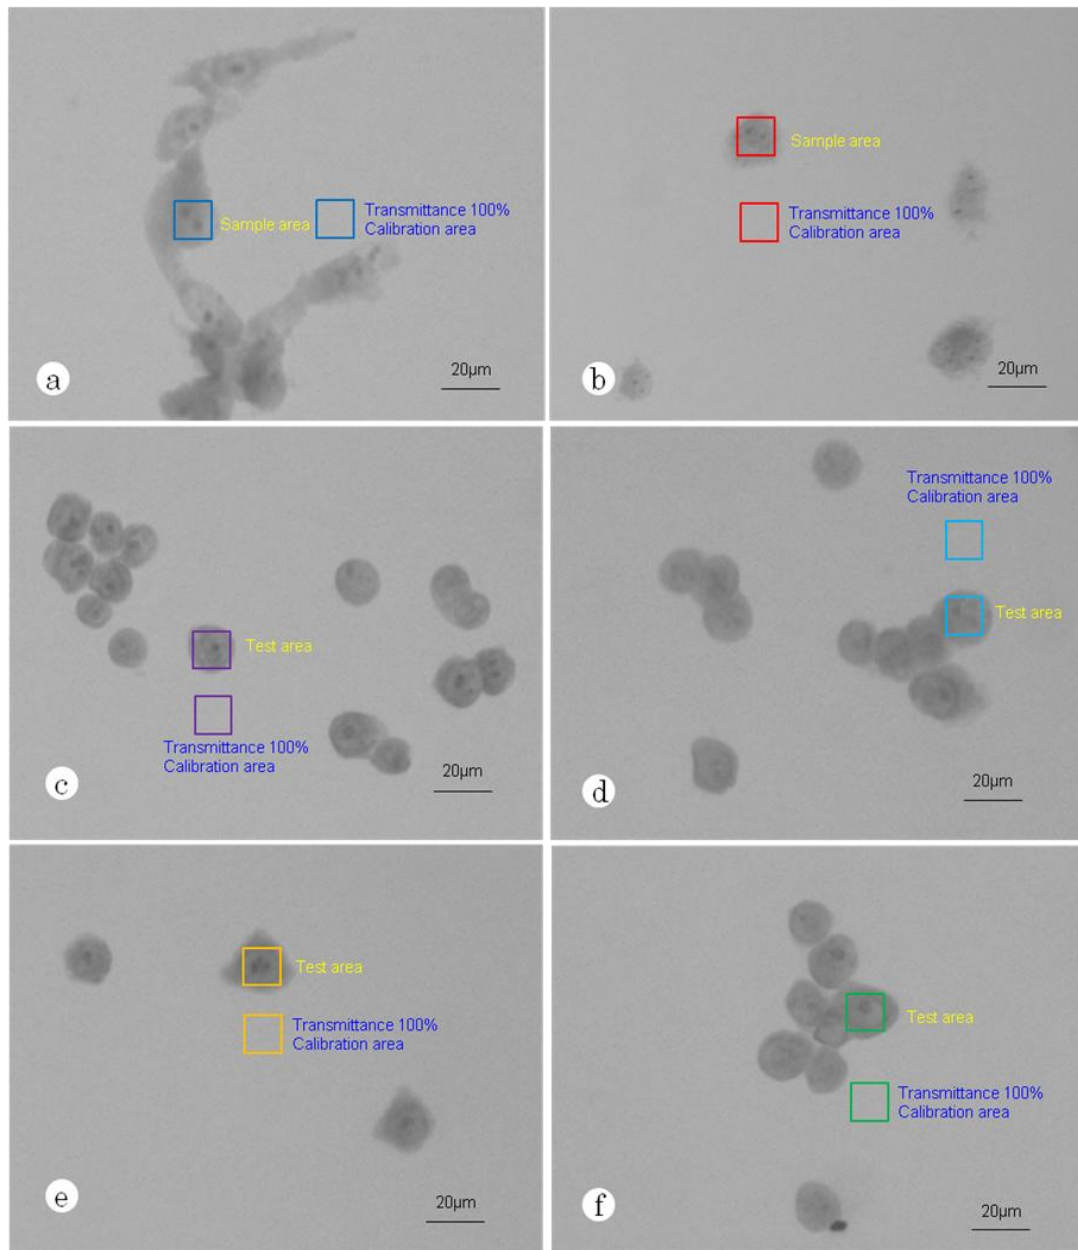 Sample area
Transmittance 100%
Calibration area
20µm
a
Sample area
Transmittance 100%
Calibration area
20µm
b
Test area
Transmittance 100%
Calibration area
20µm
c
Transmittance 100%
Calibration area
Test area
20µm
d
Test area
Transmittance 100%
Calibration area
20µm
e
Test area
Transmittance 100%
Calibration area
20µm
f